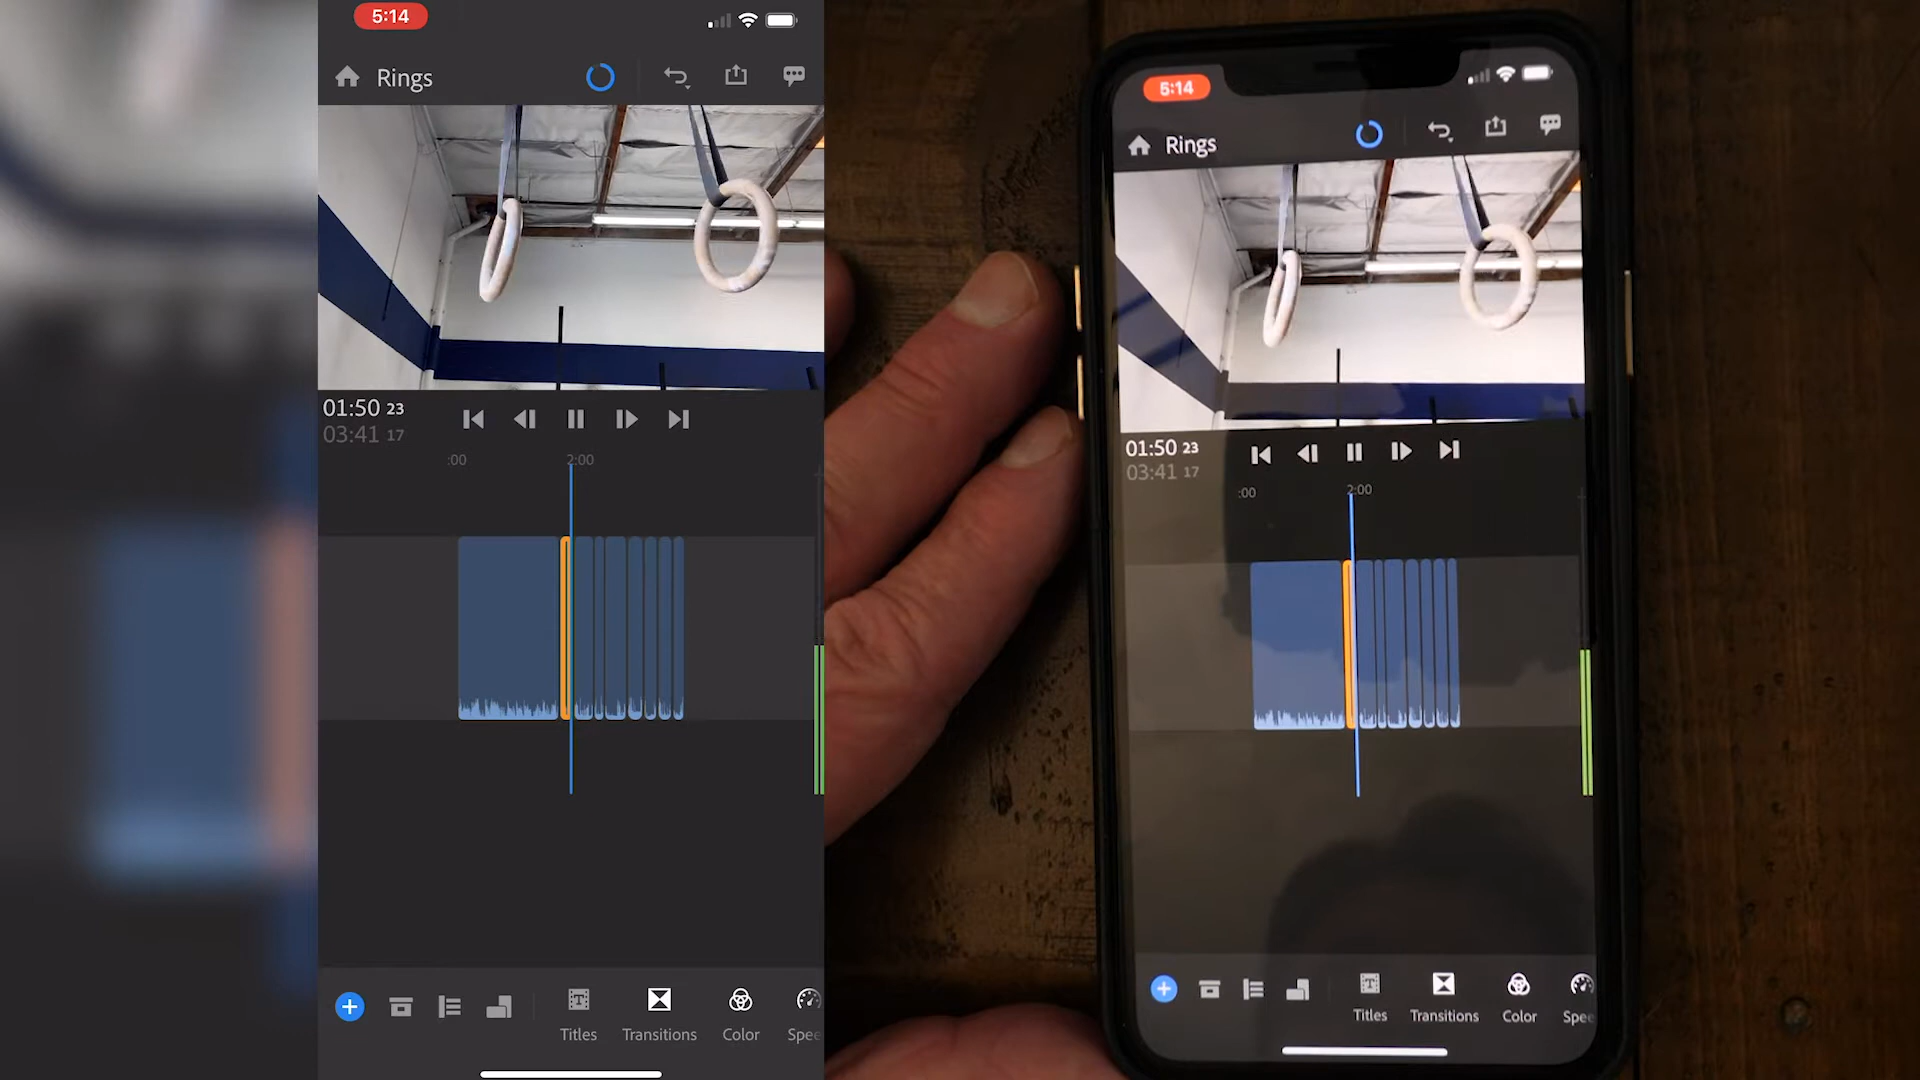 5:14
Rings
01:50 23
03:41 17
:00 2:00
Titles Transitions Color Spee
5:14
Rings
01:50 23
03:41 17
:00 2:00
Titles Transitions Color Spee